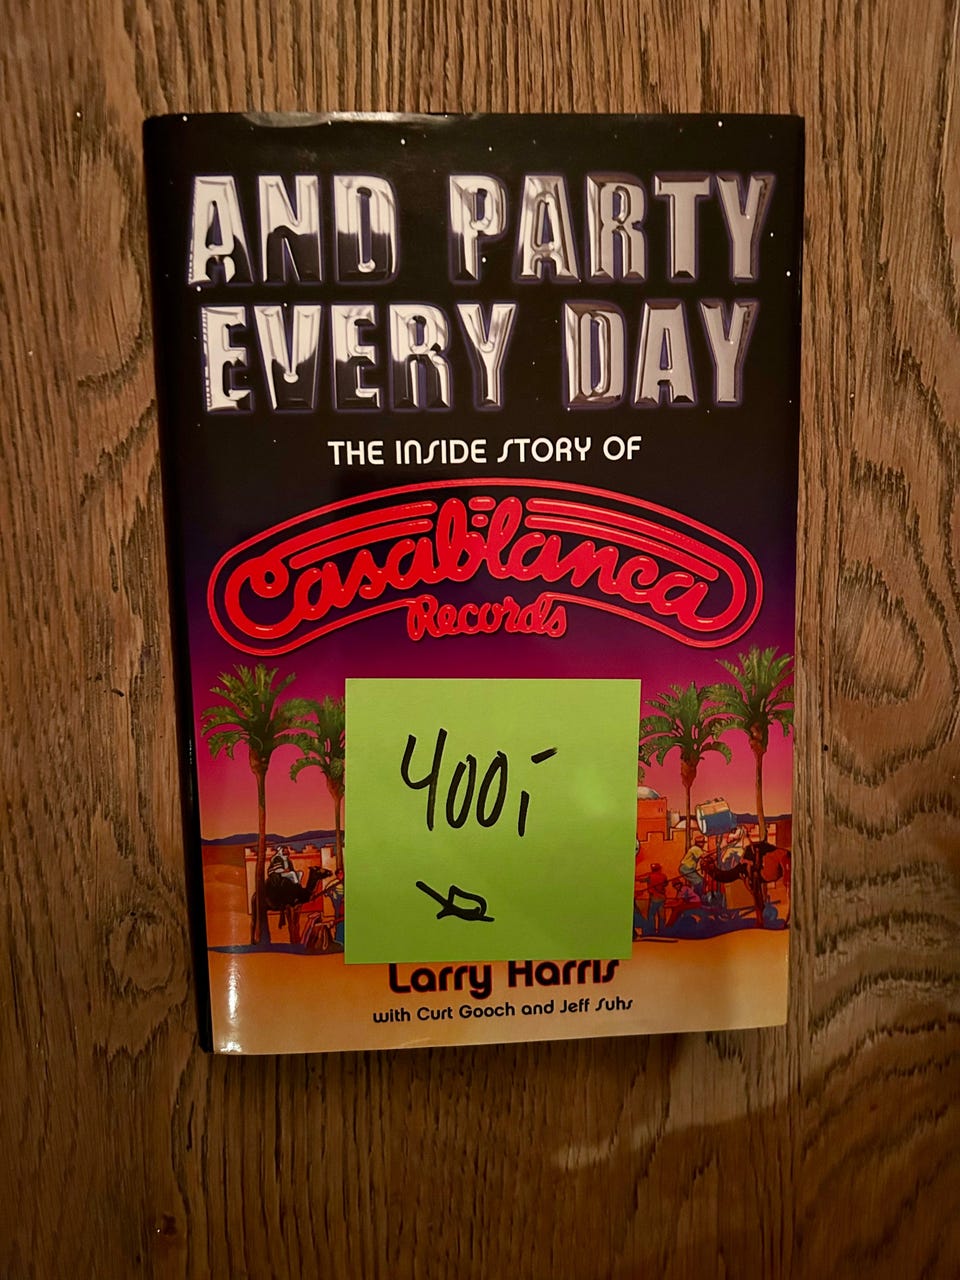 AND PARTY
EVERY DAY
THE INSIDE STORY OF
Casablanca
Records
400,-
Larry Harris
with Curt Gooch and Jeff Suhs